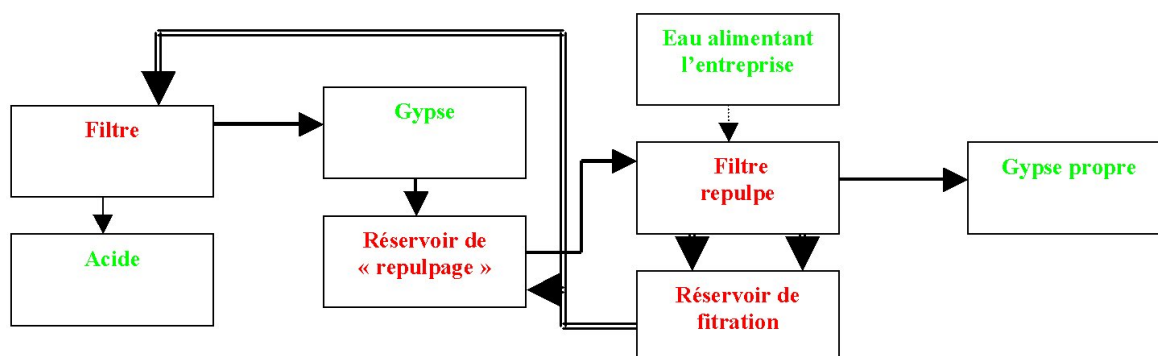 Eau alimentant
l’entreprise
Filtre
Gypse
Filtre
repulpe
Gypse propre
Acide
Réservoir de
« repulpage »
Réservoir de
fitration